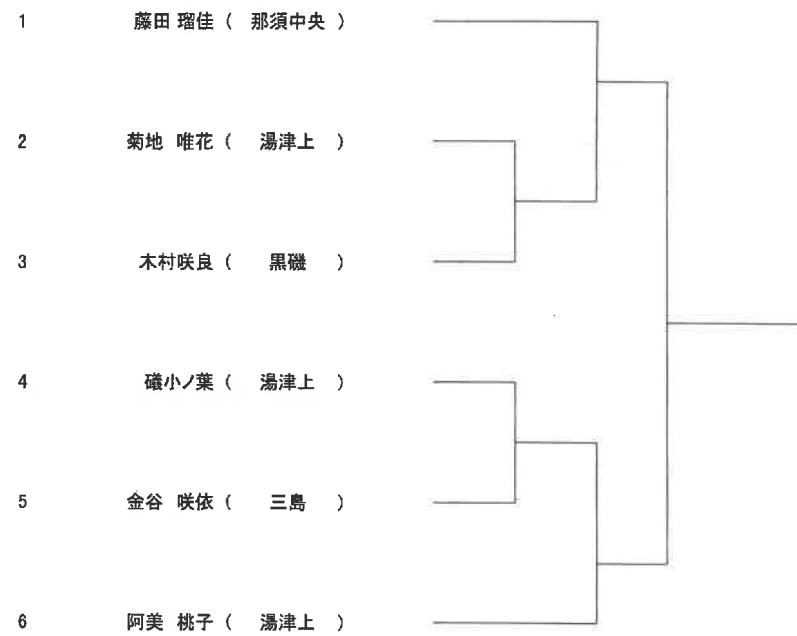 1 藤田 瑠佳 ( 那須中央 )
2 菊地 唯花 ( 湯津上 )
3 木村咲良 ( 黒磯 )
4 礒小ノ葉 ( 湯津上 )
5 金谷 咲依 ( 三島 )
6 阿美 桃子 ( 湯津上 )